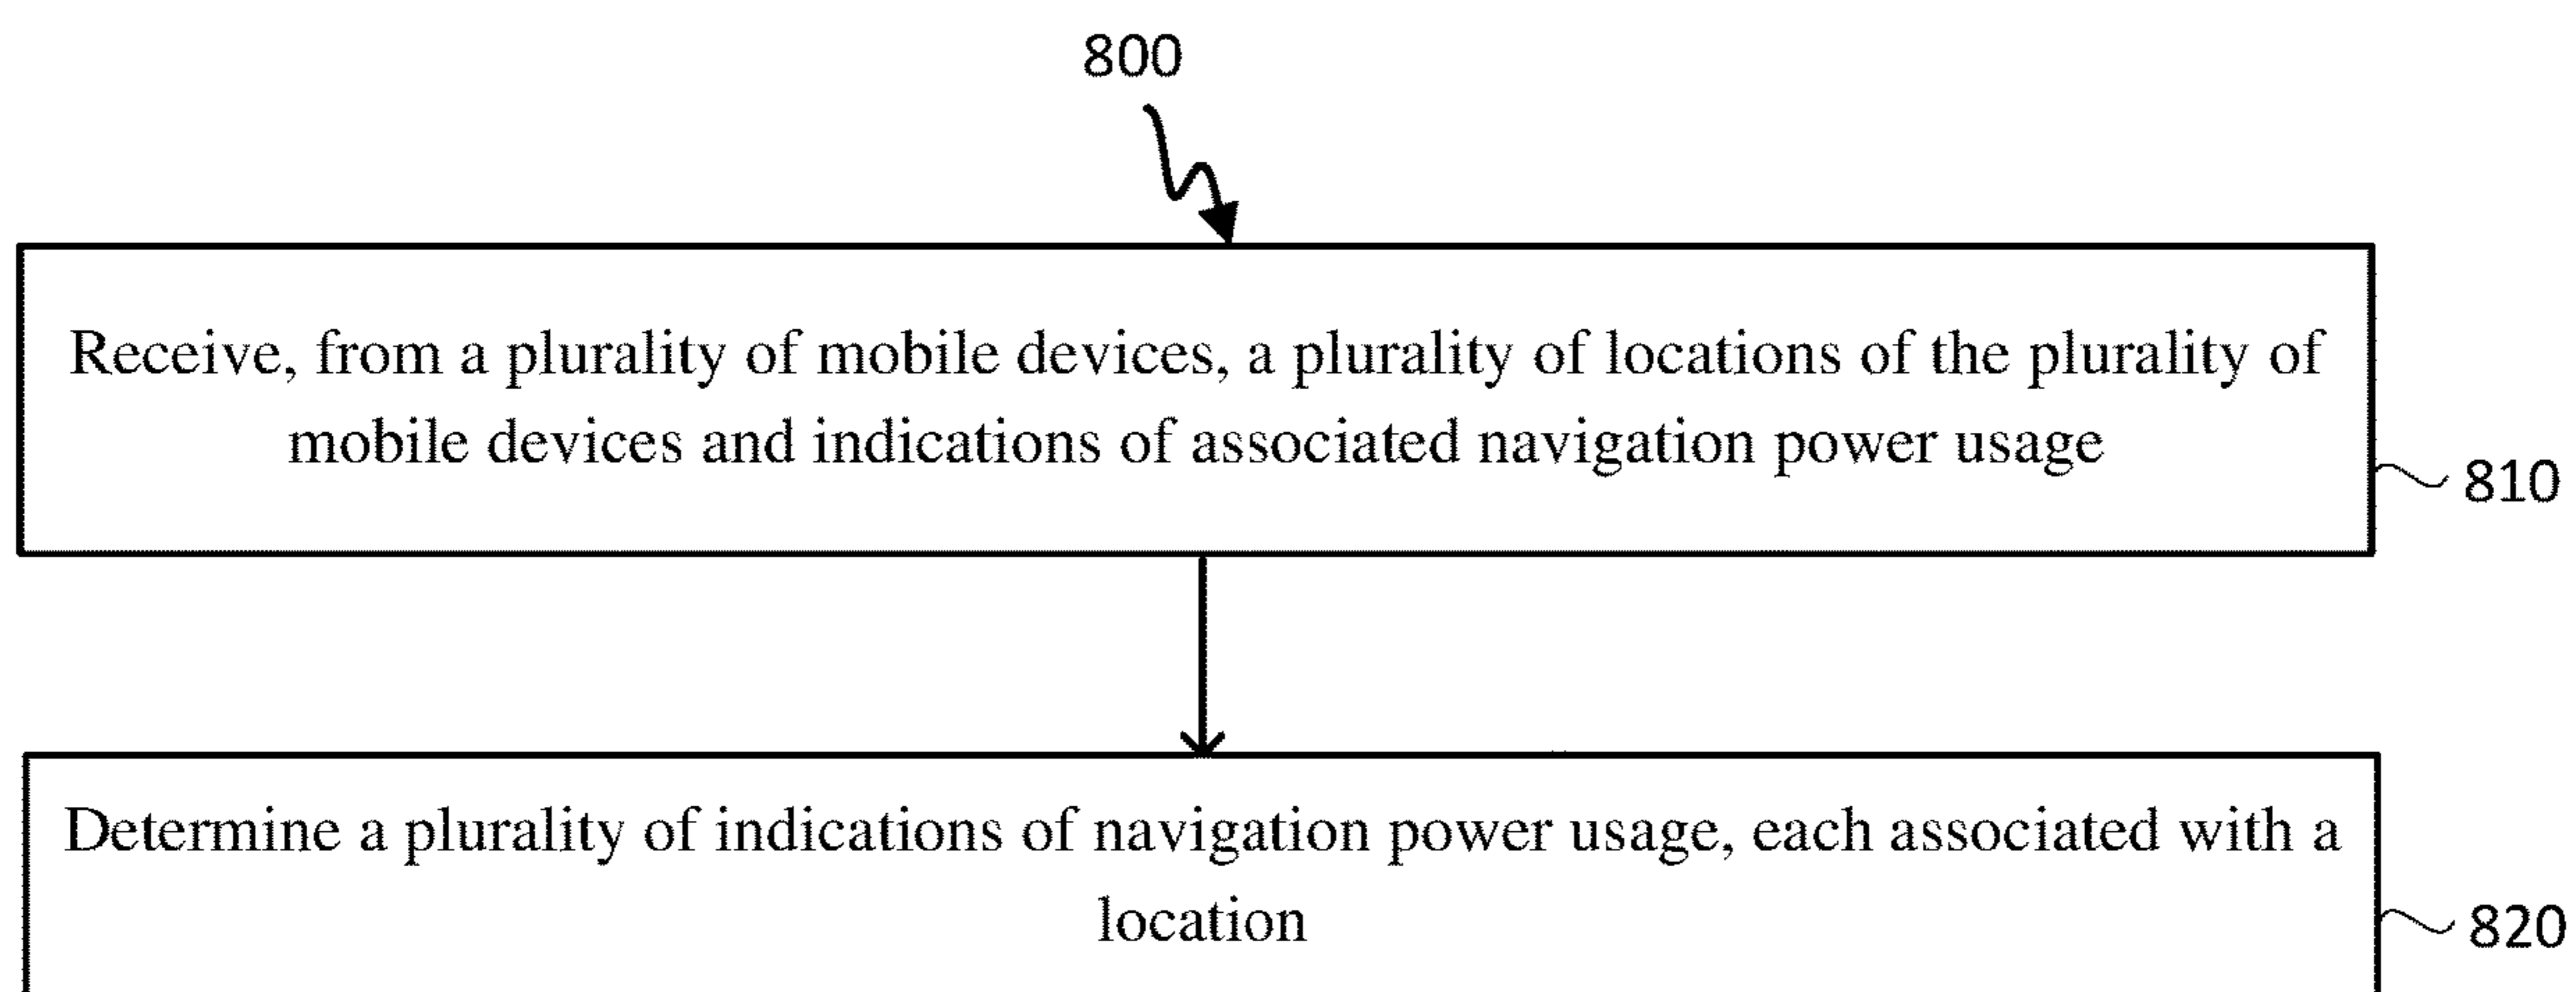 800
Receive, from a plurality of mobile devices, a plurality of locations of the plurality of
mobile devices and indications of associated navigation power usage
810
Determine a plurality of indications of navigation power usage, each associated with a
location
820